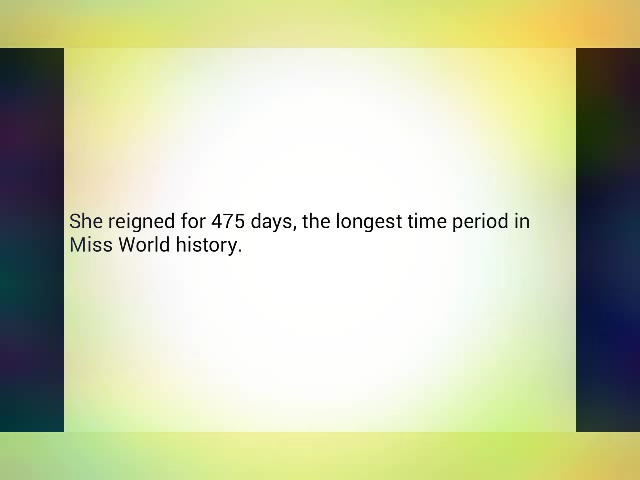 She reigned for 475 days, the longest time period in
Miss World history.